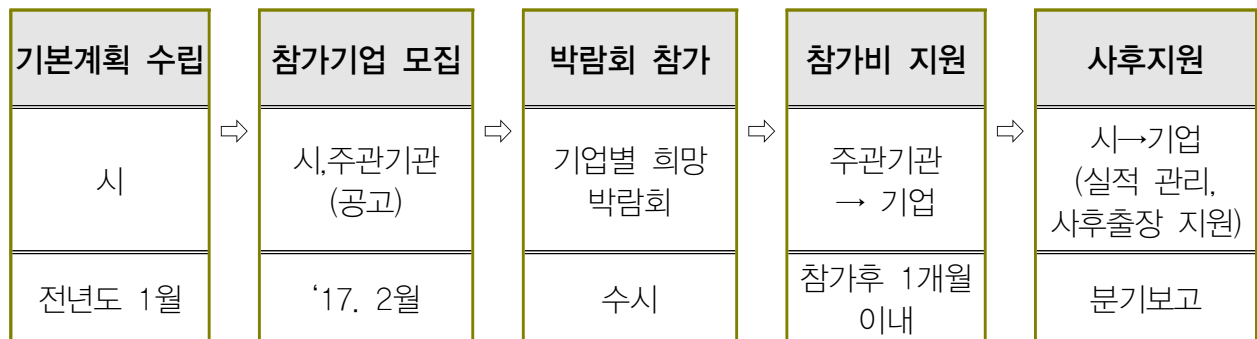 기본계획 수립
시
전년도 1월
⇨
참가기업 모집
시,주관기관
(공고)
‘17. 2월
⇨
박람회 참가
기업별 희망
박람회
수시
⇨
참가비 지원
주관기관
→ 기업
참가후 1개월
이내
⇨
사후지원
시→기업
(실적 관리,
사후출장 지원)
분기보고